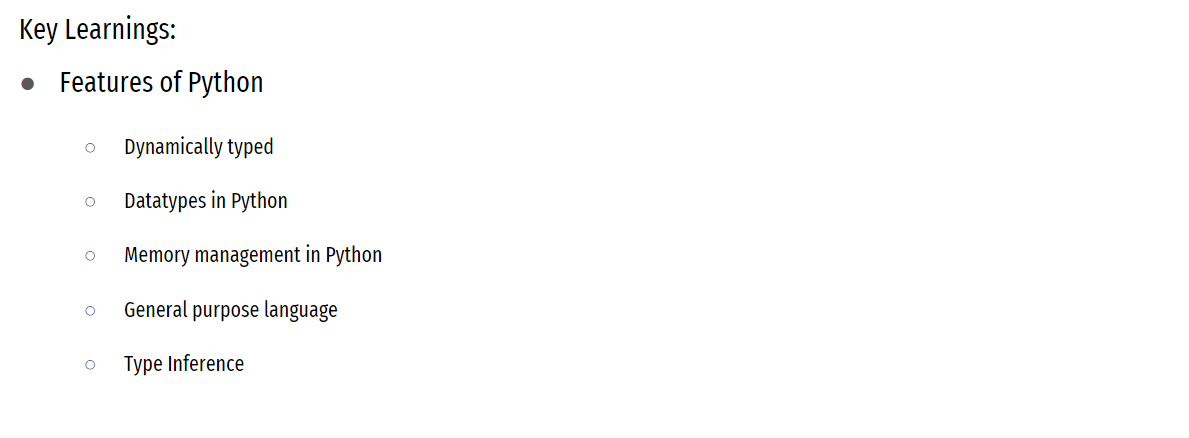 Key Learnings:
● Features of Python
○ Dynamically typed
○ Datatypes in Python
○ Memory management in Python
○ General purpose language
○ Type Inference